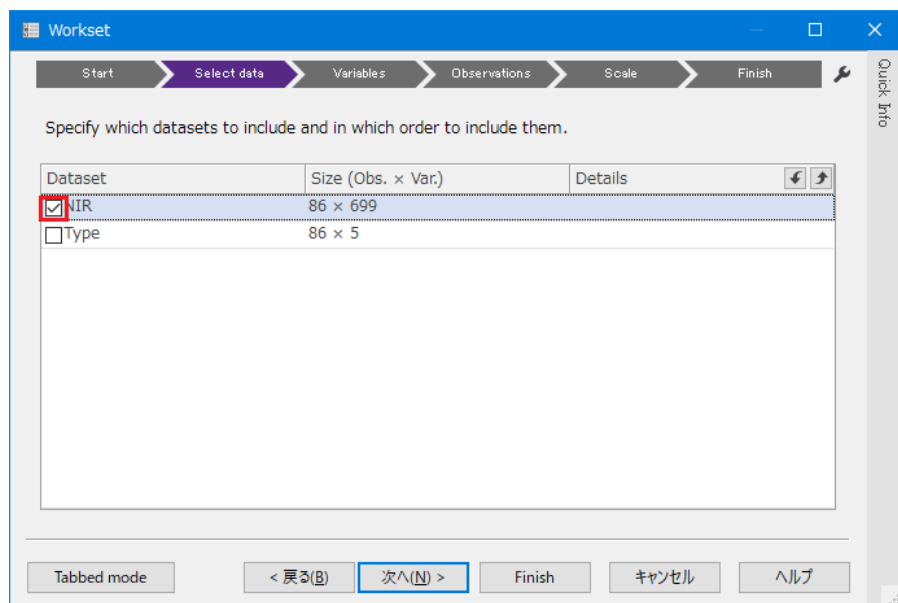 Workset
Start Select data Variables Observations Scale Finish
Quick Info
Specify which datasets to include and in which order to include them.
Dataset Size (Obs. × Var.) Details
NIR 86 × 699
Type 86 × 5
Tabbed mode < 戻る(B) 次へ(N) > Finish キャンセル ヘルプ